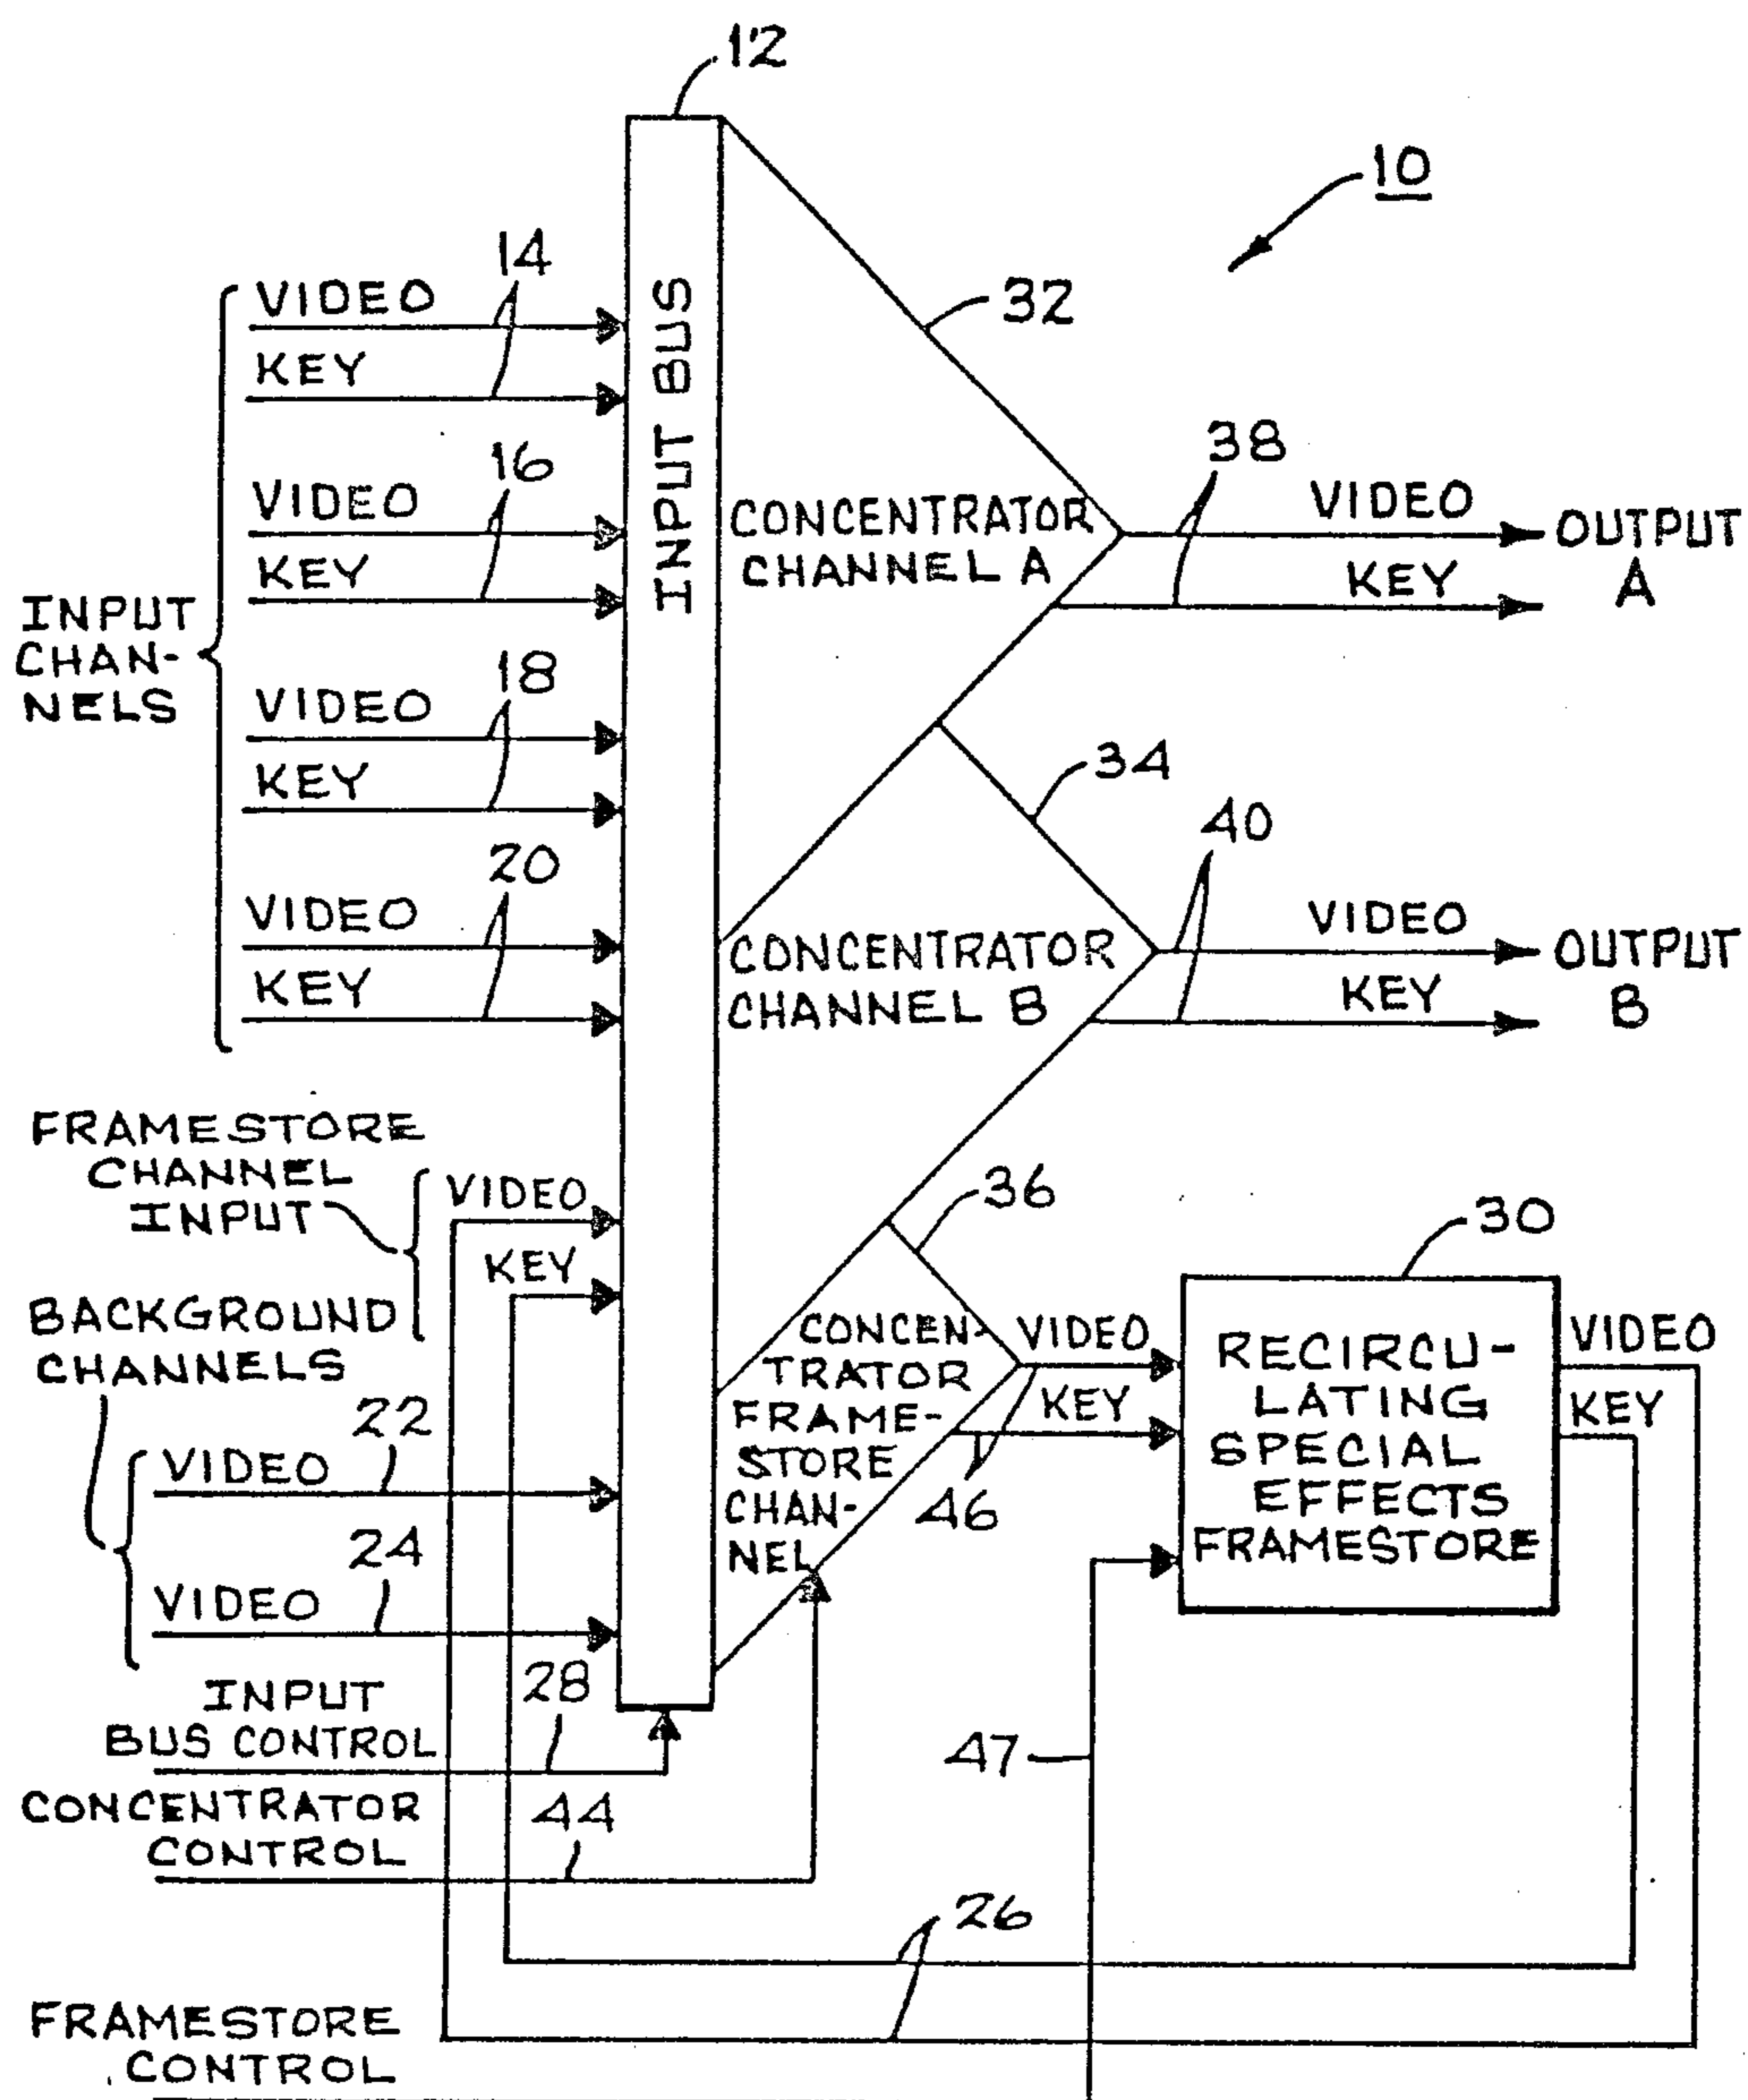 12
10
14
VIDEO
KEY
32
16
VIDEO
KEY
INPUT BUS
38
VIDEO
KEY
OUTPUT
A
CONCENTRATOR
CHANNEL A
INPUT
CHAN-
NELS
18
VIDEO
KEY
34
20
VIDEO
KEY
40
VIDEO
KEY
OUTPUT
B
CONCENTRATOR
CHANNEL B
FRAMESTORE
CHANNEL
INPUT
VIDEO
KEY
36
30
BACKGROUND
CHANNELS
CONCEN-
TRATOR
FRAME-
STORE
CHAN-
NEL
VIDEO
KEY
46
RECIRCU-
LATING
SPECIAL
EFFECTS
FRAMESTORE
VIDEO
KEY
22
VIDEO
24
VIDEO
28
INPUT
BUS CONTROL
47
44
CONCENTRATOR
CONTROL
26
FRAMESTORE
CONTROL